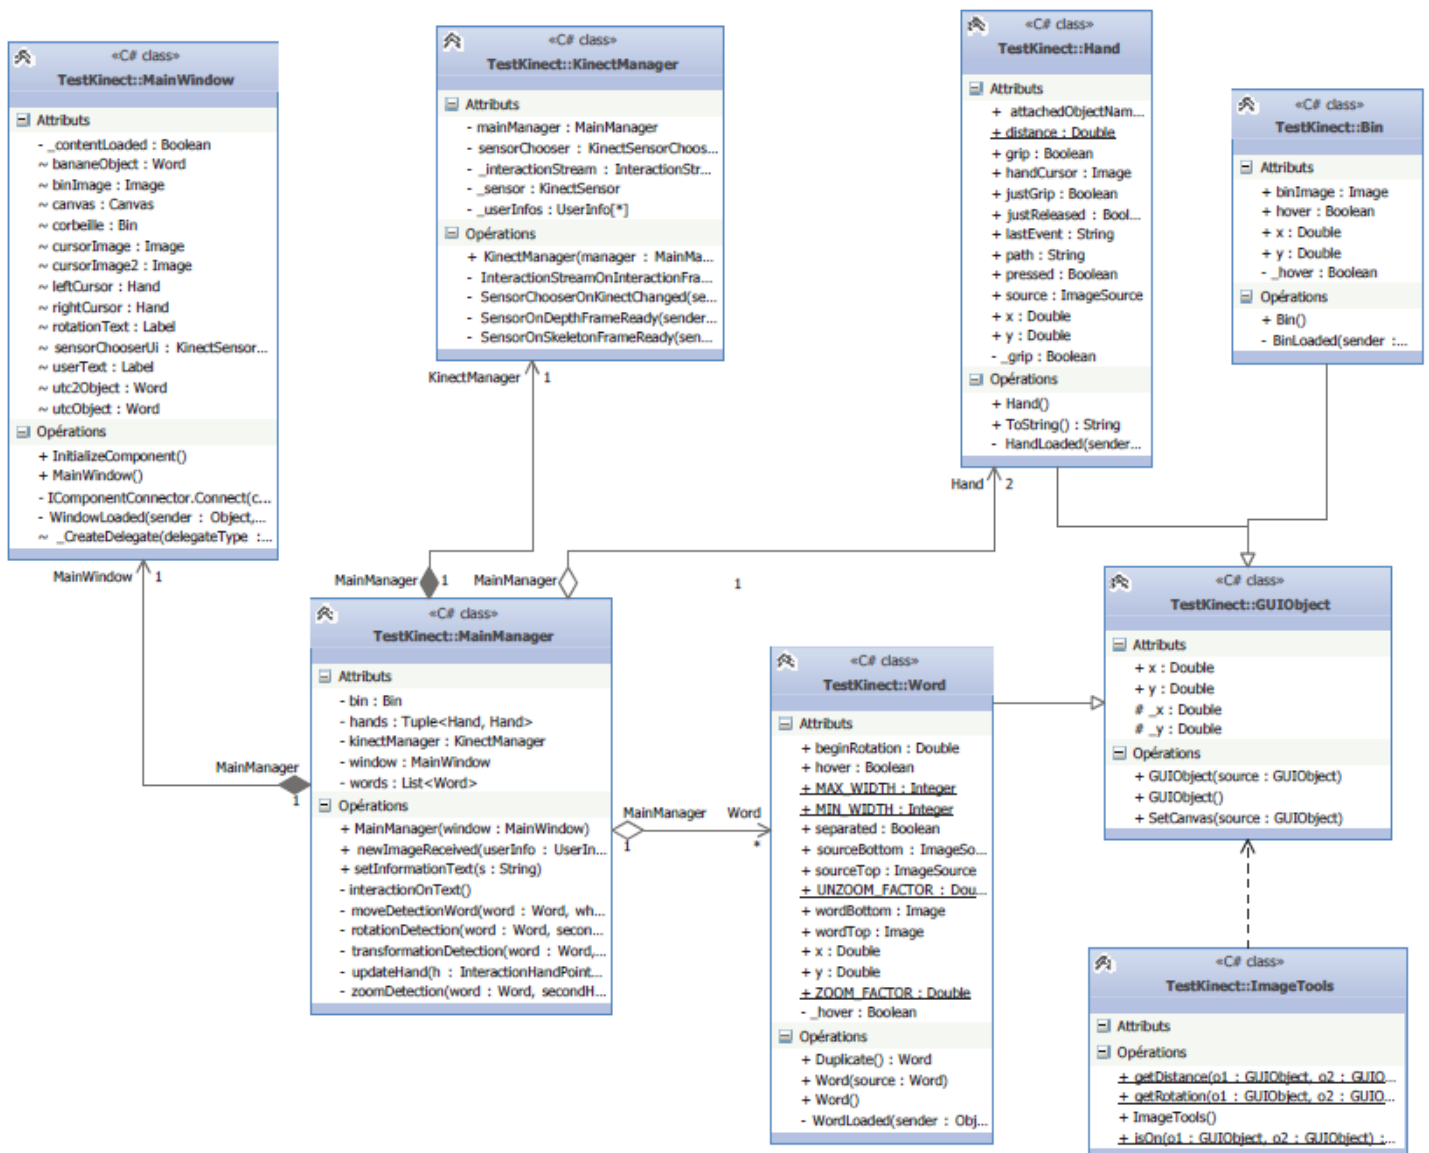 «C# class»
TestKinect::MainWindow
Attributs
- _contentLoaded : Boolean
~ bananeObject : Word
~ binImage : Image
~ canvas : Canvas
~ corbeille : Bin
~ cursorImage : Image
~ cursorImage2 : Image
~ leftCursor : Hand
~ rightCursor : Hand
~ rotationText : Label
~ sensorChooserUi : KinectSensor...
~ userText : Label
~ utc2Object : Word
~ utcObject : Word
Opérations
+ InitializeComponent()
+ MainWindow()
- IComponentConnector.Connect(c...
- WindowLoaded(sender : Object,...
~ _CreateDelegate(delegateType :...
MainWindow
1
«C# class»
TestKinect::KinectManager
Attributs
- mainManager : MainManager
- sensorChooser : KinectSensorChoos...
- _interactionStream : InteractionStr...
- _sensor : KinectSensor
- _userInfos : UserInfo[*]
Opérations
+ KinectManager(manager : MainMa...
- InteractionStreamOnInteractionFra...
- SensorChooserOnKinectChanged(se...
- SensorOnDepthFrameReady(sender...
- SensorOnSkeletonFrameReady(sen...
KinectManager
1
«C# class»
TestKinect::Hand
Attributs
+ attachedObjectNam...
+ distance : Double
+ grip : Boolean
+ handCursor : Image
+ justGrip : Boolean
+ justReleased : Bool...
+ lastEvent : String
+ path : String
+ pressed : Boolean
+ source : ImageSource
+ x : Double
+ y : Double
- _grip : Boolean
Opérations
+ Hand()
+ ToString() : String
- HandLoaded(sender...
Hand
2
«C# class»
TestKinect::Bin
Attributs
+ binImage : Image
+ hover : Boolean
+ x : Double
+ y : Double
- _hover : Boolean
Opérations
+ Bin()
- BinLoaded(sender :...
MainManager
1
MainManager
1
«C# class»
TestKinect::MainManager
Attributs
- bin : Bin
- hands : Tuple<Hand, Hand>
- kinectManager : KinectManager
- window : MainWindow
- words : List<Word>
Opérations
+ MainManager(window : MainWindow)
+ newImageReceived(userInfo : UserIn...
+ setInformationText(s : String)
- interactionOnText()
- moveDetectionWord(word : Word, wh...
- rotationDetection(word : Word, secon...
- transformationDetection(word : Word,...
- updateHand(h : InteractionHandPoint...
- zoomDetection(word : Word, secondH...
MainManager
1
MainManager
1
Word
*
«C# class»
TestKinect::Word
Attributs
+ beginRotation : Double
+ hover : Boolean
+ MAX_WIDTH : Integer
+ MIN_WIDTH : Integer
+ separated : Boolean
+ sourceBottom : ImageSo...
+ sourceTop : ImageSource
+ UNZOOM_FACTOR : Dou...
+ wordBottom : Image
+ wordTop : Image
+ x : Double
+ y : Double
+ ZOOM_FACTOR : Double
- _hover : Boolean
Opérations
+ Duplicate() : Word
+ Word(source : Word)
+ Word()
- WordLoaded(sender : Obj...
«C# class»
TestKinect::GUIObject
Attributs
+ x : Double
+ y : Double
# _x : Double
# _y : Double
Opérations
+ GUIObject(source : GUIObject)
+ GUIObject()
+ SetCanvas(source : GUIObject)
«C# class»
TestKinect::ImageTools
Attributs
Opérations
+ getDistance(o1 : GUIObject, o2 : GUIO...
+ getRotation(o1 : GUIObject, o2 : GUIO...
+ ImageTools()
+ isOn(o1 : GUIObject, o2 : GUIObject) :...